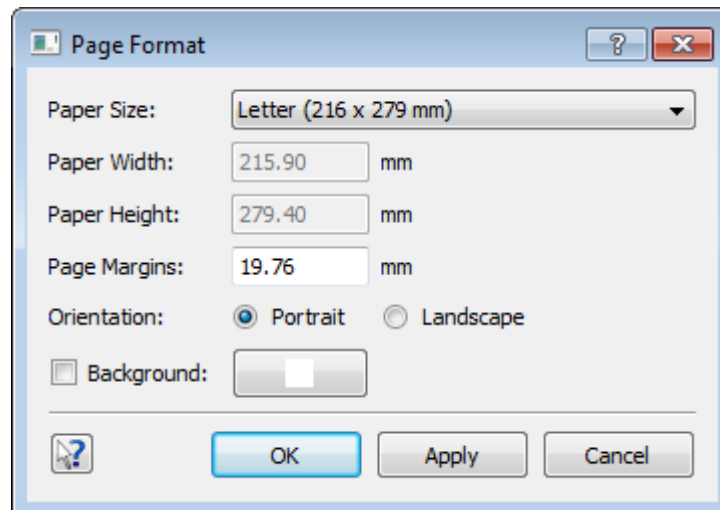 Page Format
Paper Size: Letter (216 x 279 mm)
Paper Width: 215.90 mm
Paper Height: 279.40 mm
Page Margins: 19.76 mm
Orientation: Portrait Landscape
Background:
OK Apply Cancel